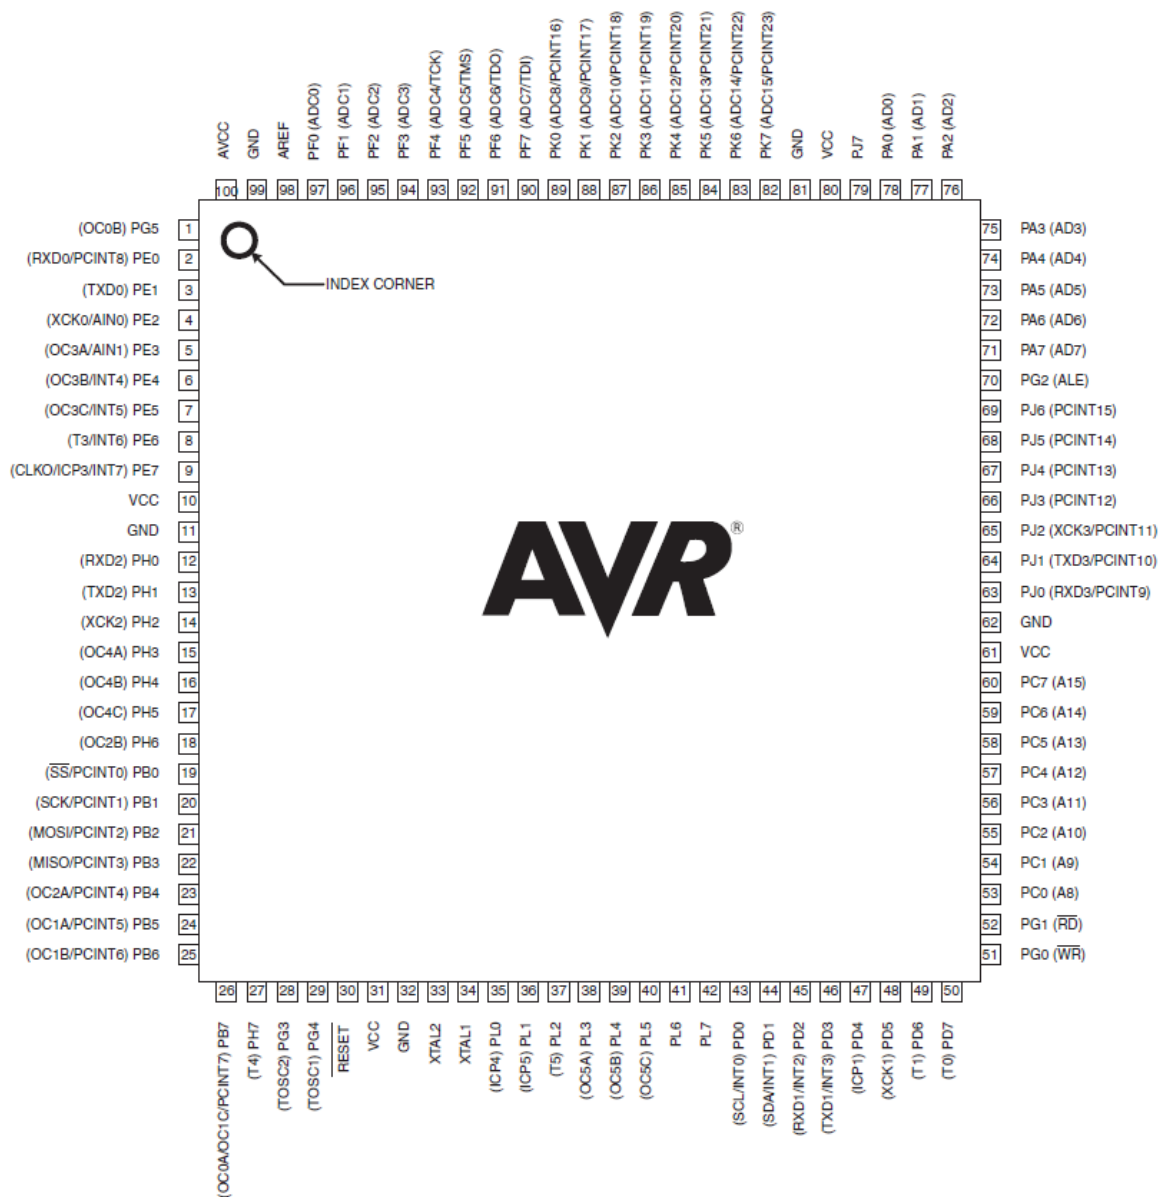 AVCC
GND
AREF
PF0 (ADC0)
PF1 (ADC1)
PF2 (ADC2)
PF3 (ADC3)
PF4 (ADC4/TCK)
PF5 (ADC5/TMS)
PF6 (ADC6/TDO)
PF7 (ADC7/TDI)
PK0 (ADC8/PCINT16)
PK1 (ADC9/PCINT17)
PK2 (ADC10/PCINT18)
PK3 (ADC11/PCINT19)
PK4 (ADC12/PCINT20)
PK5 (ADC13/PCINT21)
PK6 (ADC14/PCINT22)
PK7 (ADC15/PCINT23)
GND
VCC
PJ7
PA0 (AD0)
PA1 (AD1)
PA2 (AD2)
100 99 98 97 96 95 94 93 92 91 90 89 88 87 86 85 84 83 82 81 80 79 78 77 76
(OC0B) PG5 1
(RXD0/PCINT8) PE0 2
(TXD0) PE1 3
(XCK0/AIN0) PE2 4
(OC3A/AIN1) PE3 5
(OC3B/INT4) PE4 6
(OC3C/INT5) PE5 7
(T3/INT6) PE6 8
(CLKO/ICP3/INT7) PE7 9
VCC 10
GND 11
(RXD2) PH0 12
(TXD2) PH1 13
(XCK2) PH2 14
(OC4A) PH3 15
(OC4B) PH4 16
(OC4C) PH5 17
(OC2B) PH6 18
(S̅S̅/PCINT0) PB0 19
(SCK/PCINT1) PB1 20
(MOSI/PCINT2) PB2 21
(MISO/PCINT3) PB3 22
(OC2A/PCINT4) PB4 23
(OC1A/PCINT5) PB5 24
(OC1B/PCINT6) PB6 25
INDEX CORNER
AVR®
75 PA3 (AD3)
74 PA4 (AD4)
73 PA5 (AD5)
72 PA6 (AD6)
71 PA7 (AD7)
70 PG2 (ALE)
69 PJ6 (PCINT15)
68 PJ5 (PCINT14)
67 PJ4 (PCINT13)
66 PJ3 (PCINT12)
65 PJ2 (XCK3/PCINT11)
64 PJ1 (TXD3/PCINT10)
63 PJ0 (RXD3/PCINT9)
62 GND
61 VCC
60 PC7 (A15)
59 PC6 (A14)
58 PC5 (A13)
57 PC4 (A12)
56 PC3 (A11)
55 PC2 (A10)
54 PC1 (A9)
53 PC0 (A8)
52 PG1 (R̅D̅)
51 PG0 (W̅R̅)
26 27 28 29 30 31 32 33 34 35 36 37 38 39 40 41 42 43 44 45 46 47 48 49 50
(OC0A/OC1C/PCINT7) PB7
(T4) PH7
(TOSC2) PG3
(TOSC1) PG4
R̅E̅S̅E̅T̅
VCC
GND
XTAL2
XTAL1
(ICP4) PL0
(ICP5) PL1
(T5) PL2
(OC5A) PL3
(OC5B) PL4
(OC5C) PL5
PL6
PL7
(SCL/INT0) PD0
(SDA/INT1) PD1
(RXD1/INT2) PD2
(TXD1/INT3) PD3
(ICP1) PD4
(XCK1) PD5
(T1) PD6
(T0) PD7